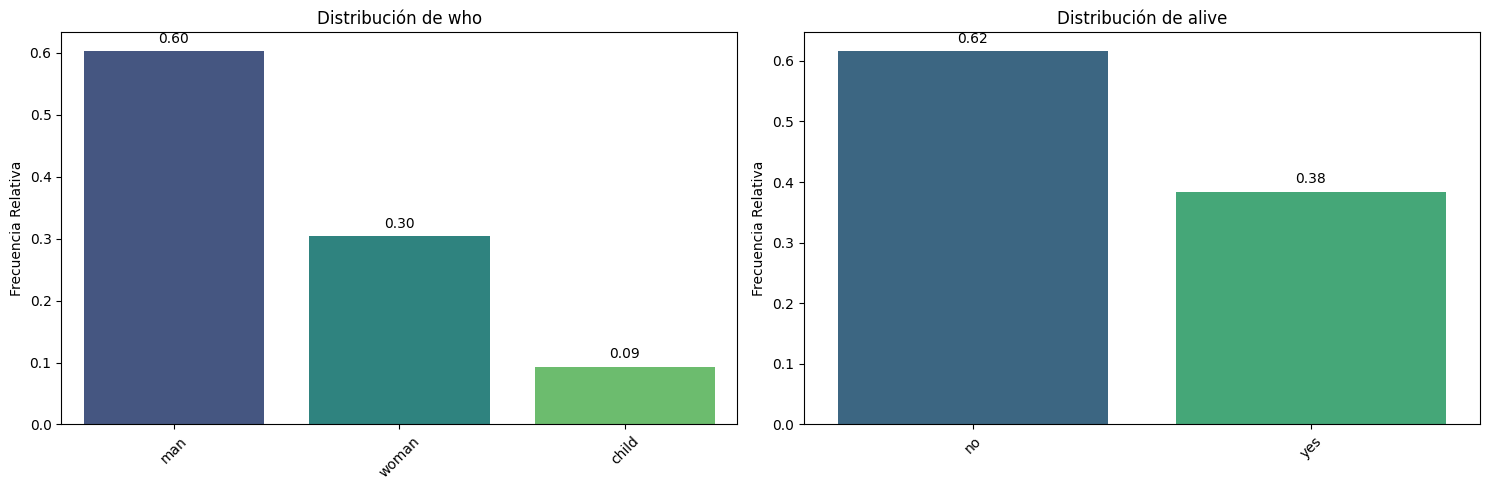 Distribución de who
Frecuencia Relativa
0.6
0.5
0.4
0.3
0.2
0.1
0.0
0.60
0.30
0.09
man
woman
child
Distribución de alive
Frecuencia Relativa
0.6
0.5
0.4
0.3
0.2
0.1
0.0
0.62
0.38
no
yes